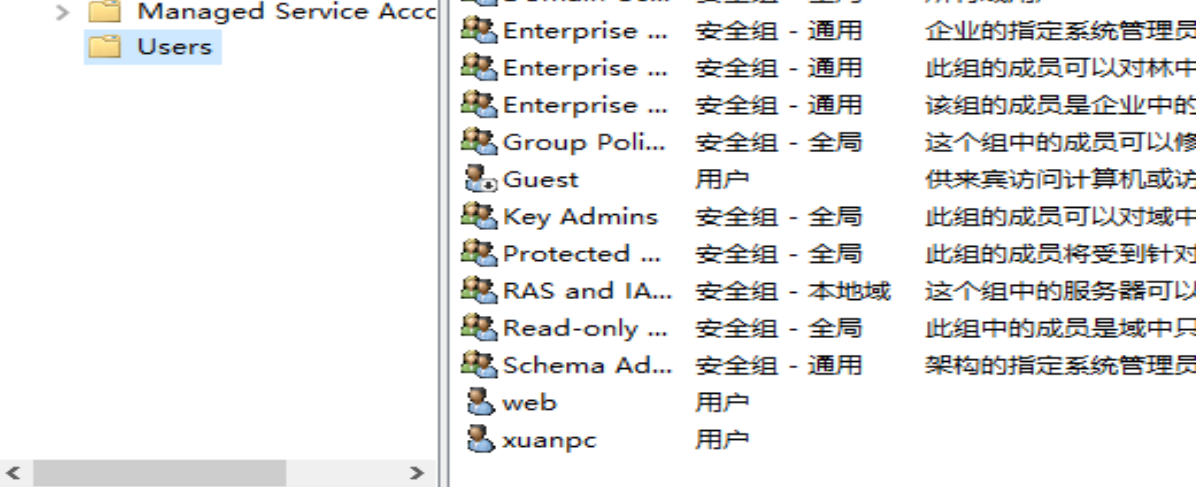 Managed Service Accc
Users
Enterprise ... 安全组 - 通用 企业的指定系统管理员
Enterprise ... 安全组 - 通用 此组的成员可以对林中
Enterprise ... 安全组 - 通用 该组的成员是企业中的
Group Poli... 安全组 - 全局 这个组中的成员可以修
Guest 用户 供来宾访问计算机或访
Key Admins 安全组 - 全局 此组的成员可以对域中
Protected ... 安全组 - 全局 此组的成员将受到针对
RAS and IA... 安全组 - 本地域 这个组中的服务器可以
Read-only ... 安全组 - 全局 此组中的成员是域中只
Schema Ad... 安全组 - 通用 架构的指定系统管理员
web 用户
xuanpc 用户